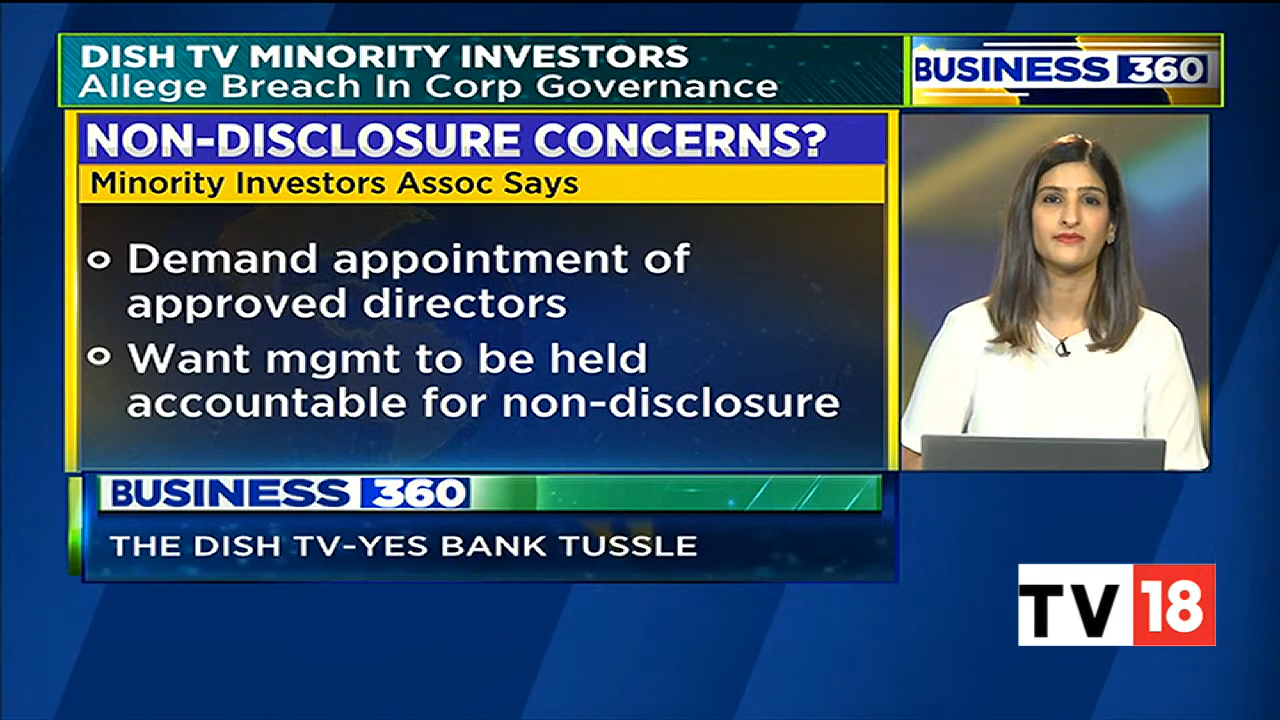 DISH TV MINORITY INVESTORS
Allege Breach In Corp Governance
BUSINESS 360
NON-DISCLOSURE CONCERNS?
Minority Investors Assoc Says
Demand appointment of
approved directors
Want mgmt to be held
accountable for non-disclosure
BUSINESS 360
THE DISH TV-YES BANK TUSSLE
TV 18